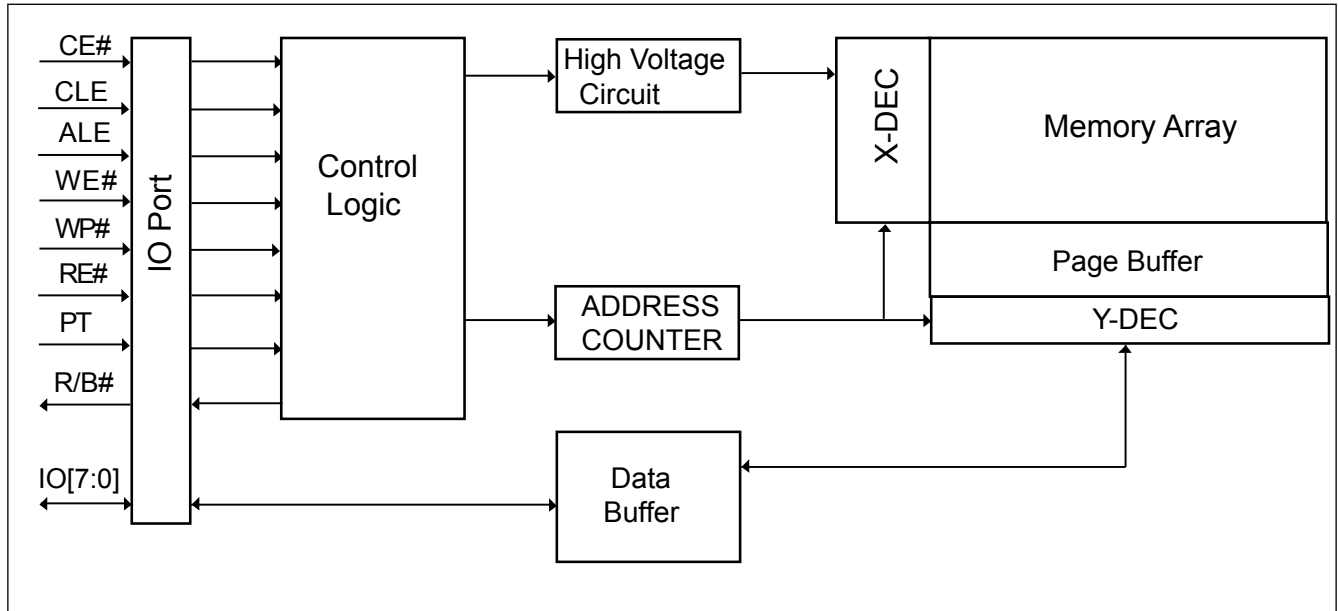 CE#
CLE
ALE
WE#
WP#
RE#
PT
R/B#
IO[7:0]
IO Port
Control
Logic
High Voltage
Circuit
ADDRESS
COUNTER
Data
Buffer
X-DEC
Memory Array
Page Buffer
Y-DEC